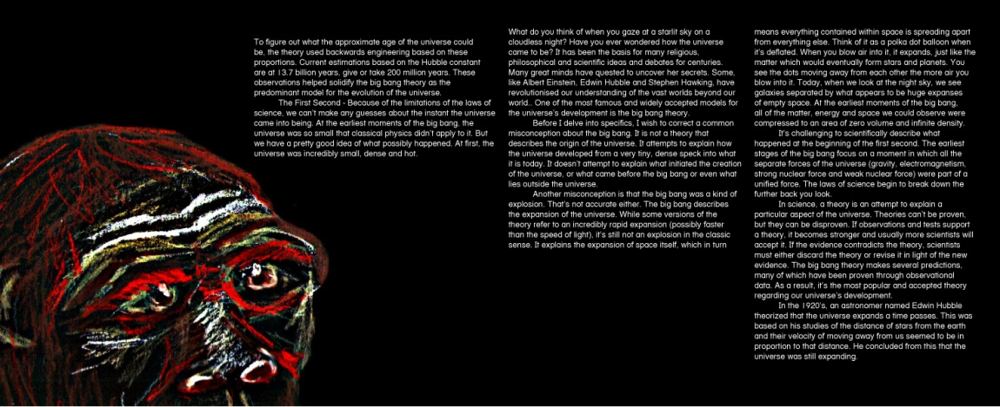 To figure out what the approximate age of the universe could
be, the theory used backwards engineering based on these
proportions. Current estimations based on the Hubble constant
are at 13.7 billion years, give or take 200 million years. These
observations helped solidify the big bang theory as the
predominant model for the evolution of the universe.
The First Second - Because of the limitations of the laws of
science, we can't make any guesses about the instant the universe
came into being. At the earliest moments of the big bang, the
universe was so small that classical physics didn't apply to it. But
we have a pretty good idea of what possibly happened. At first, the
universe was incredibly small, dense and hot.
What do you think of when you gaze at a starlit sky on a
cloudless night? Have you ever wondered how the universe
came to be? It has been the basis for many religious,
philosophical and scientific ideas and debates for centuries.
Many great minds have quested to uncover her secrets. Some,
like Albert Einstein, Edwin Hubble and Stephen Hawking, have
revolutionised our understanding of the vast worlds beyond our
world.. One of the most famous and widely accepted models for
the universe's development is the big bang theory.
Before I delve into specifics, I wish to correct a common
misconception about the big bang. It is not a theory that
describes the origin of the universe. It attempts to explain how
the universe developed from a very tiny, dense speck into what
it is today. It doesn't attempt to explain what initiated the creation
of the universe, or what came before the big bang or even what
lies outside the universe.
Another misconception is that the big bang was a kind of
explosion. That's not accurate either. The big bang describes
the expansion of the universe. While some versions of the
theory refer to an incredibly rapid expansion (possibly faster
than the speed of light), it's still not an explosion in the classic
sense. It explains the expansion of space itself, which in turn
means everything contained within space is spreading apart
from everything else. Think of it as a polka dot balloon when
it's deflated. When you blow air into it, it expands, just like the
matter which would eventually form stars and planets. You
see the dots moving away from each other the more air you
blow into it. Today, when we look at the night sky, we see
galaxies separated by what appears to be huge expanses
of empty space. At the earliest moments of the big bang,
all of the matter, energy and space we could observe were
compressed to an area of zero volume and infinite density.
It's challenging to scientifically describe what
happened at the beginning of the first second. The earliest
stages of the big bang focus on a moment in which all the
separate forces of the universe (gravity, electromagnetism,
strong nuclear force and weak nuclear force) were part of a
unified force. The laws of science begin to break down the
further back you look.
In science, a theory is an attempt to explain a
particular aspect of the universe. Theories can't be proven,
but they can be disproven. If observations and tests support
a theory, it becomes stronger and usually more scientists will
accept it. If the evidence contradicts the theory, scientists
must either discard the theory or revise it in light of the new
evidence. The big bang theory makes several predictions,
many of which have been proven through observational
data. As a result, it's the most popular and accepted theory
regarding our universe's development.
In the 1920's, an astronomer named Edwin Hubble
theorized that the universe expands a time passes. This was
based on his studies of the distance of stars from the earth
and their velocity of moving away from us seemed to be in
proportion to that distance. He concluded from this that the
universe was still expanding.